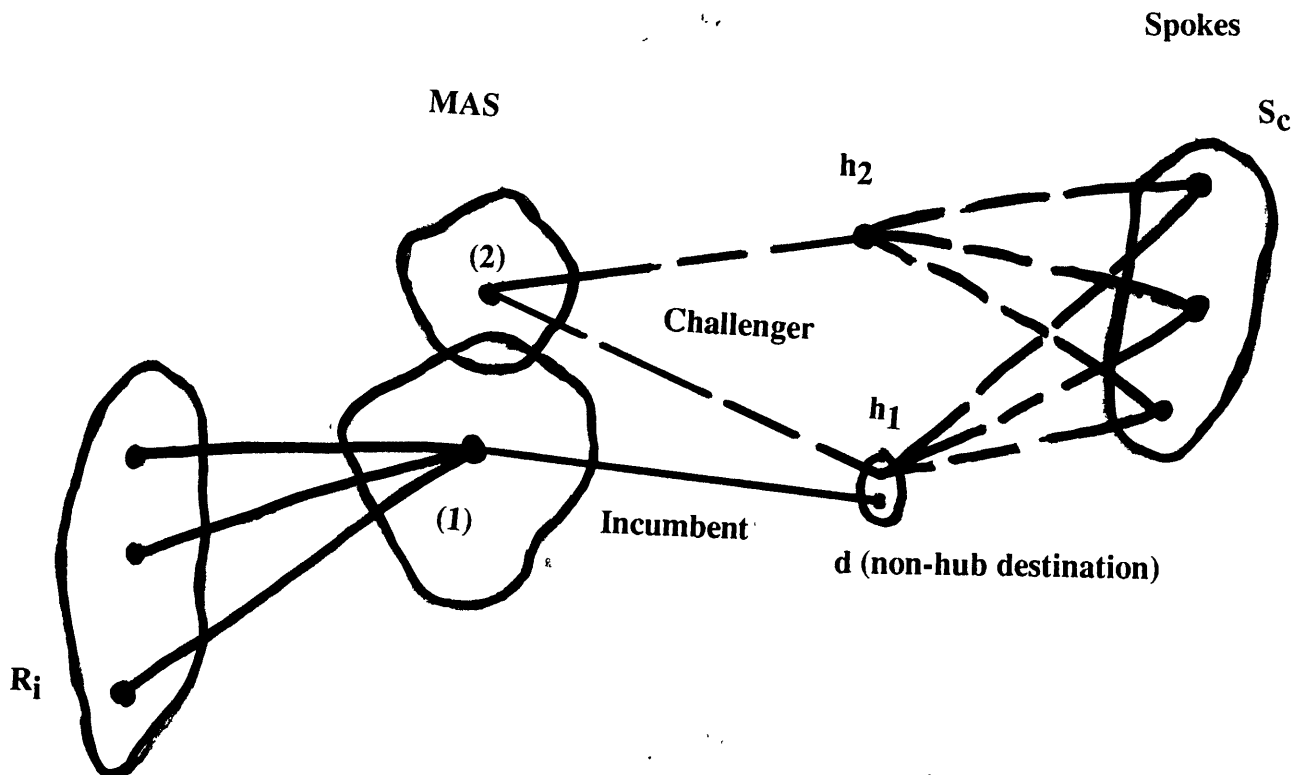 Spokes
MAS
Sc
h2
(2)
Challenger
h1
(1)
Incumbent
d (non-hub destination)
Ri